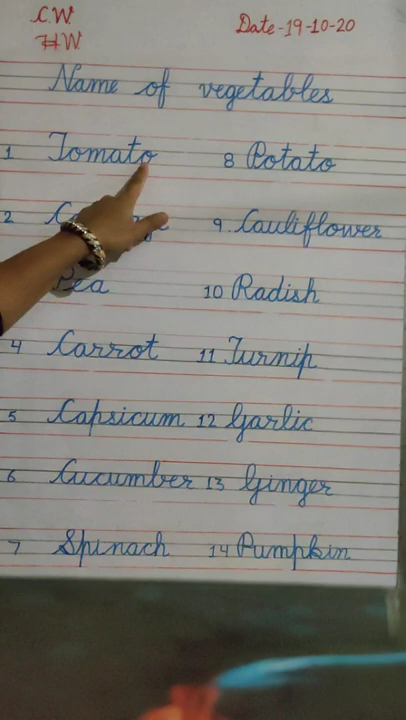 C.W.
H.W
Date-19-10-20
Name of vegetables
1 Tomato
2
Pea
4 Carrot
5 Capsicum
6 Cucumber
7 Spinach
8 Potato
9. Cauliflower
10 Radish
11 Turnip
12 Garlic
13 Ginger
14 Pumpkin